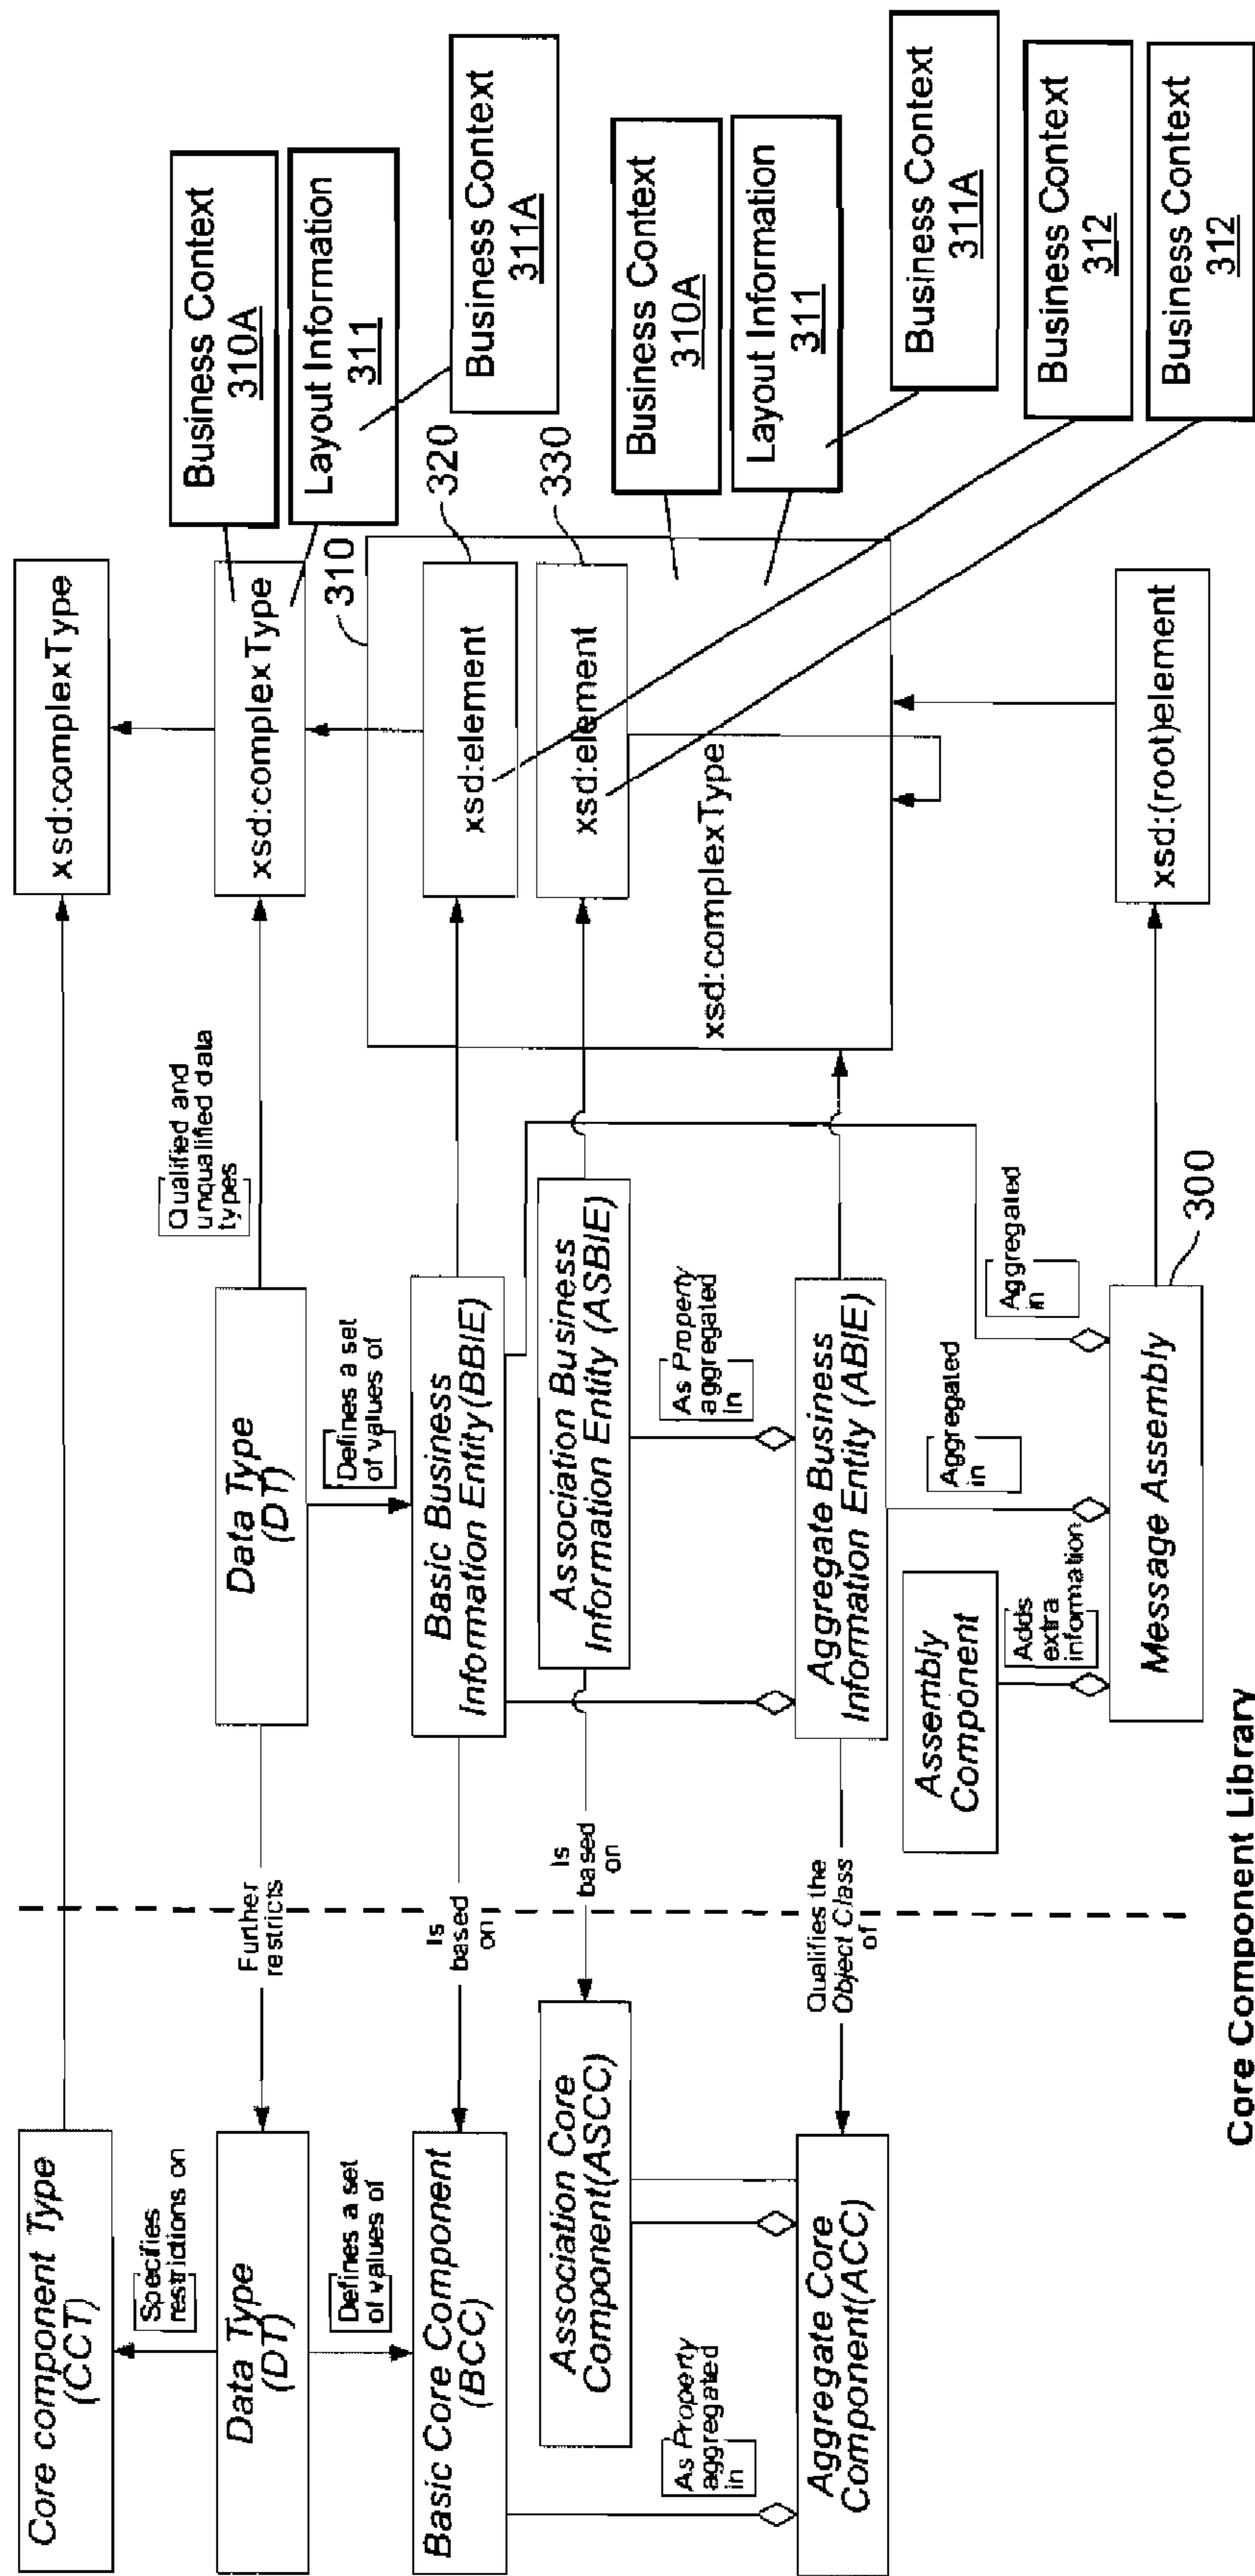 Core component Type
(CCT)
xsd:complexType
Business Context
310A
Specifies
restrictions on
Further
restricts
Qualified and
unqualified data
types
Layout Information
311
Data Type
(DT)
Data Type
(DT)
xsd:complexType
Business Context
311A
Defines a set
of values of
Defines a set
of values of
310
320
Basic Core Component
(BCC)
Is
based
on
Basic Business
Information Entity(BBIE)
xsd:element
330
Association Core
Component(ASCC)
Is
based
on
Association Business
Information Entity (ASBIE)
xsd:element
Business Context
310A
As Property
aggregated
in
As Property
aggregated
in
xsd:complexType
Layout Information
311
Aggregate Core
Component(ACC)
Qualifies the
Object Class
of
Aggregate Business
Information Entity (ABIE)
Business Context
311A
Assembly
Component
Aggregated
in
Aggregated
in
Adds
extra
information
Business Context
312
Message Assembly
300
xsd:(root)element
Business Context
312
Core Component Library